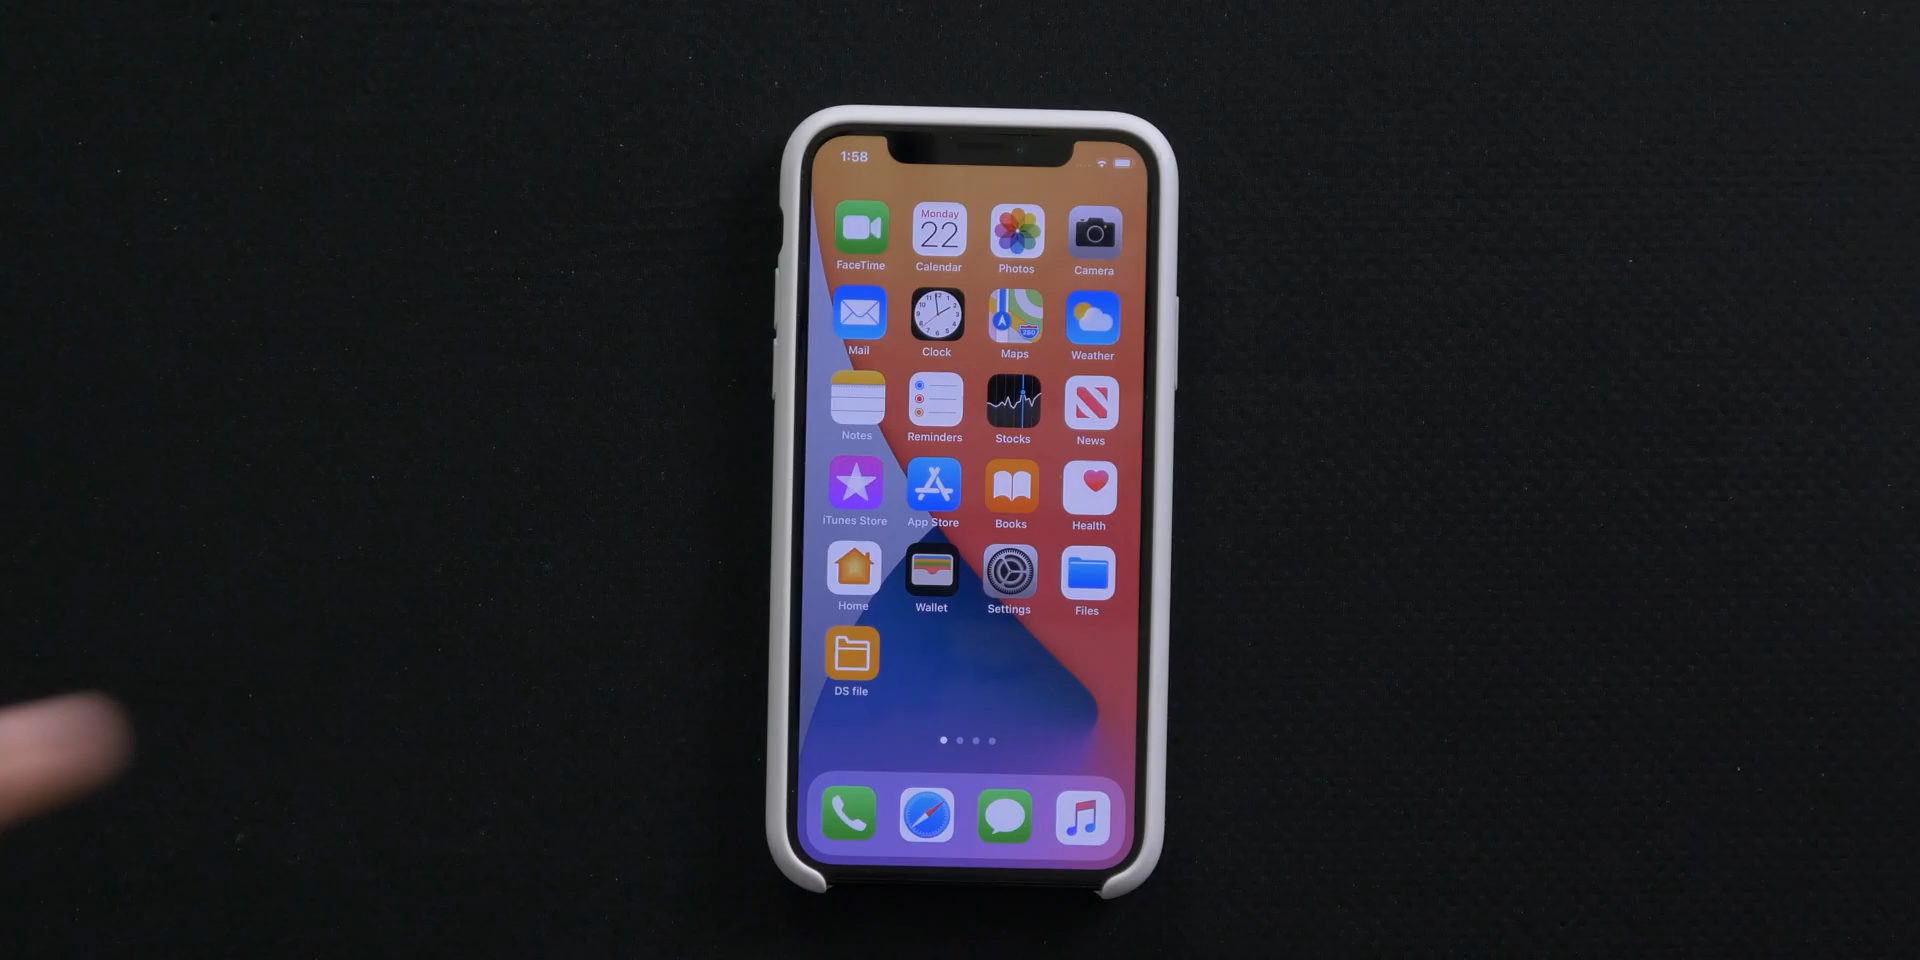 1:58
Monday
22
FaceTime Calendar Photos Camera
Mail Clock Maps Weather
Notes Reminders Stocks News
iTunes Store App Store Books Health
Home Wallet Settings Files
DS file